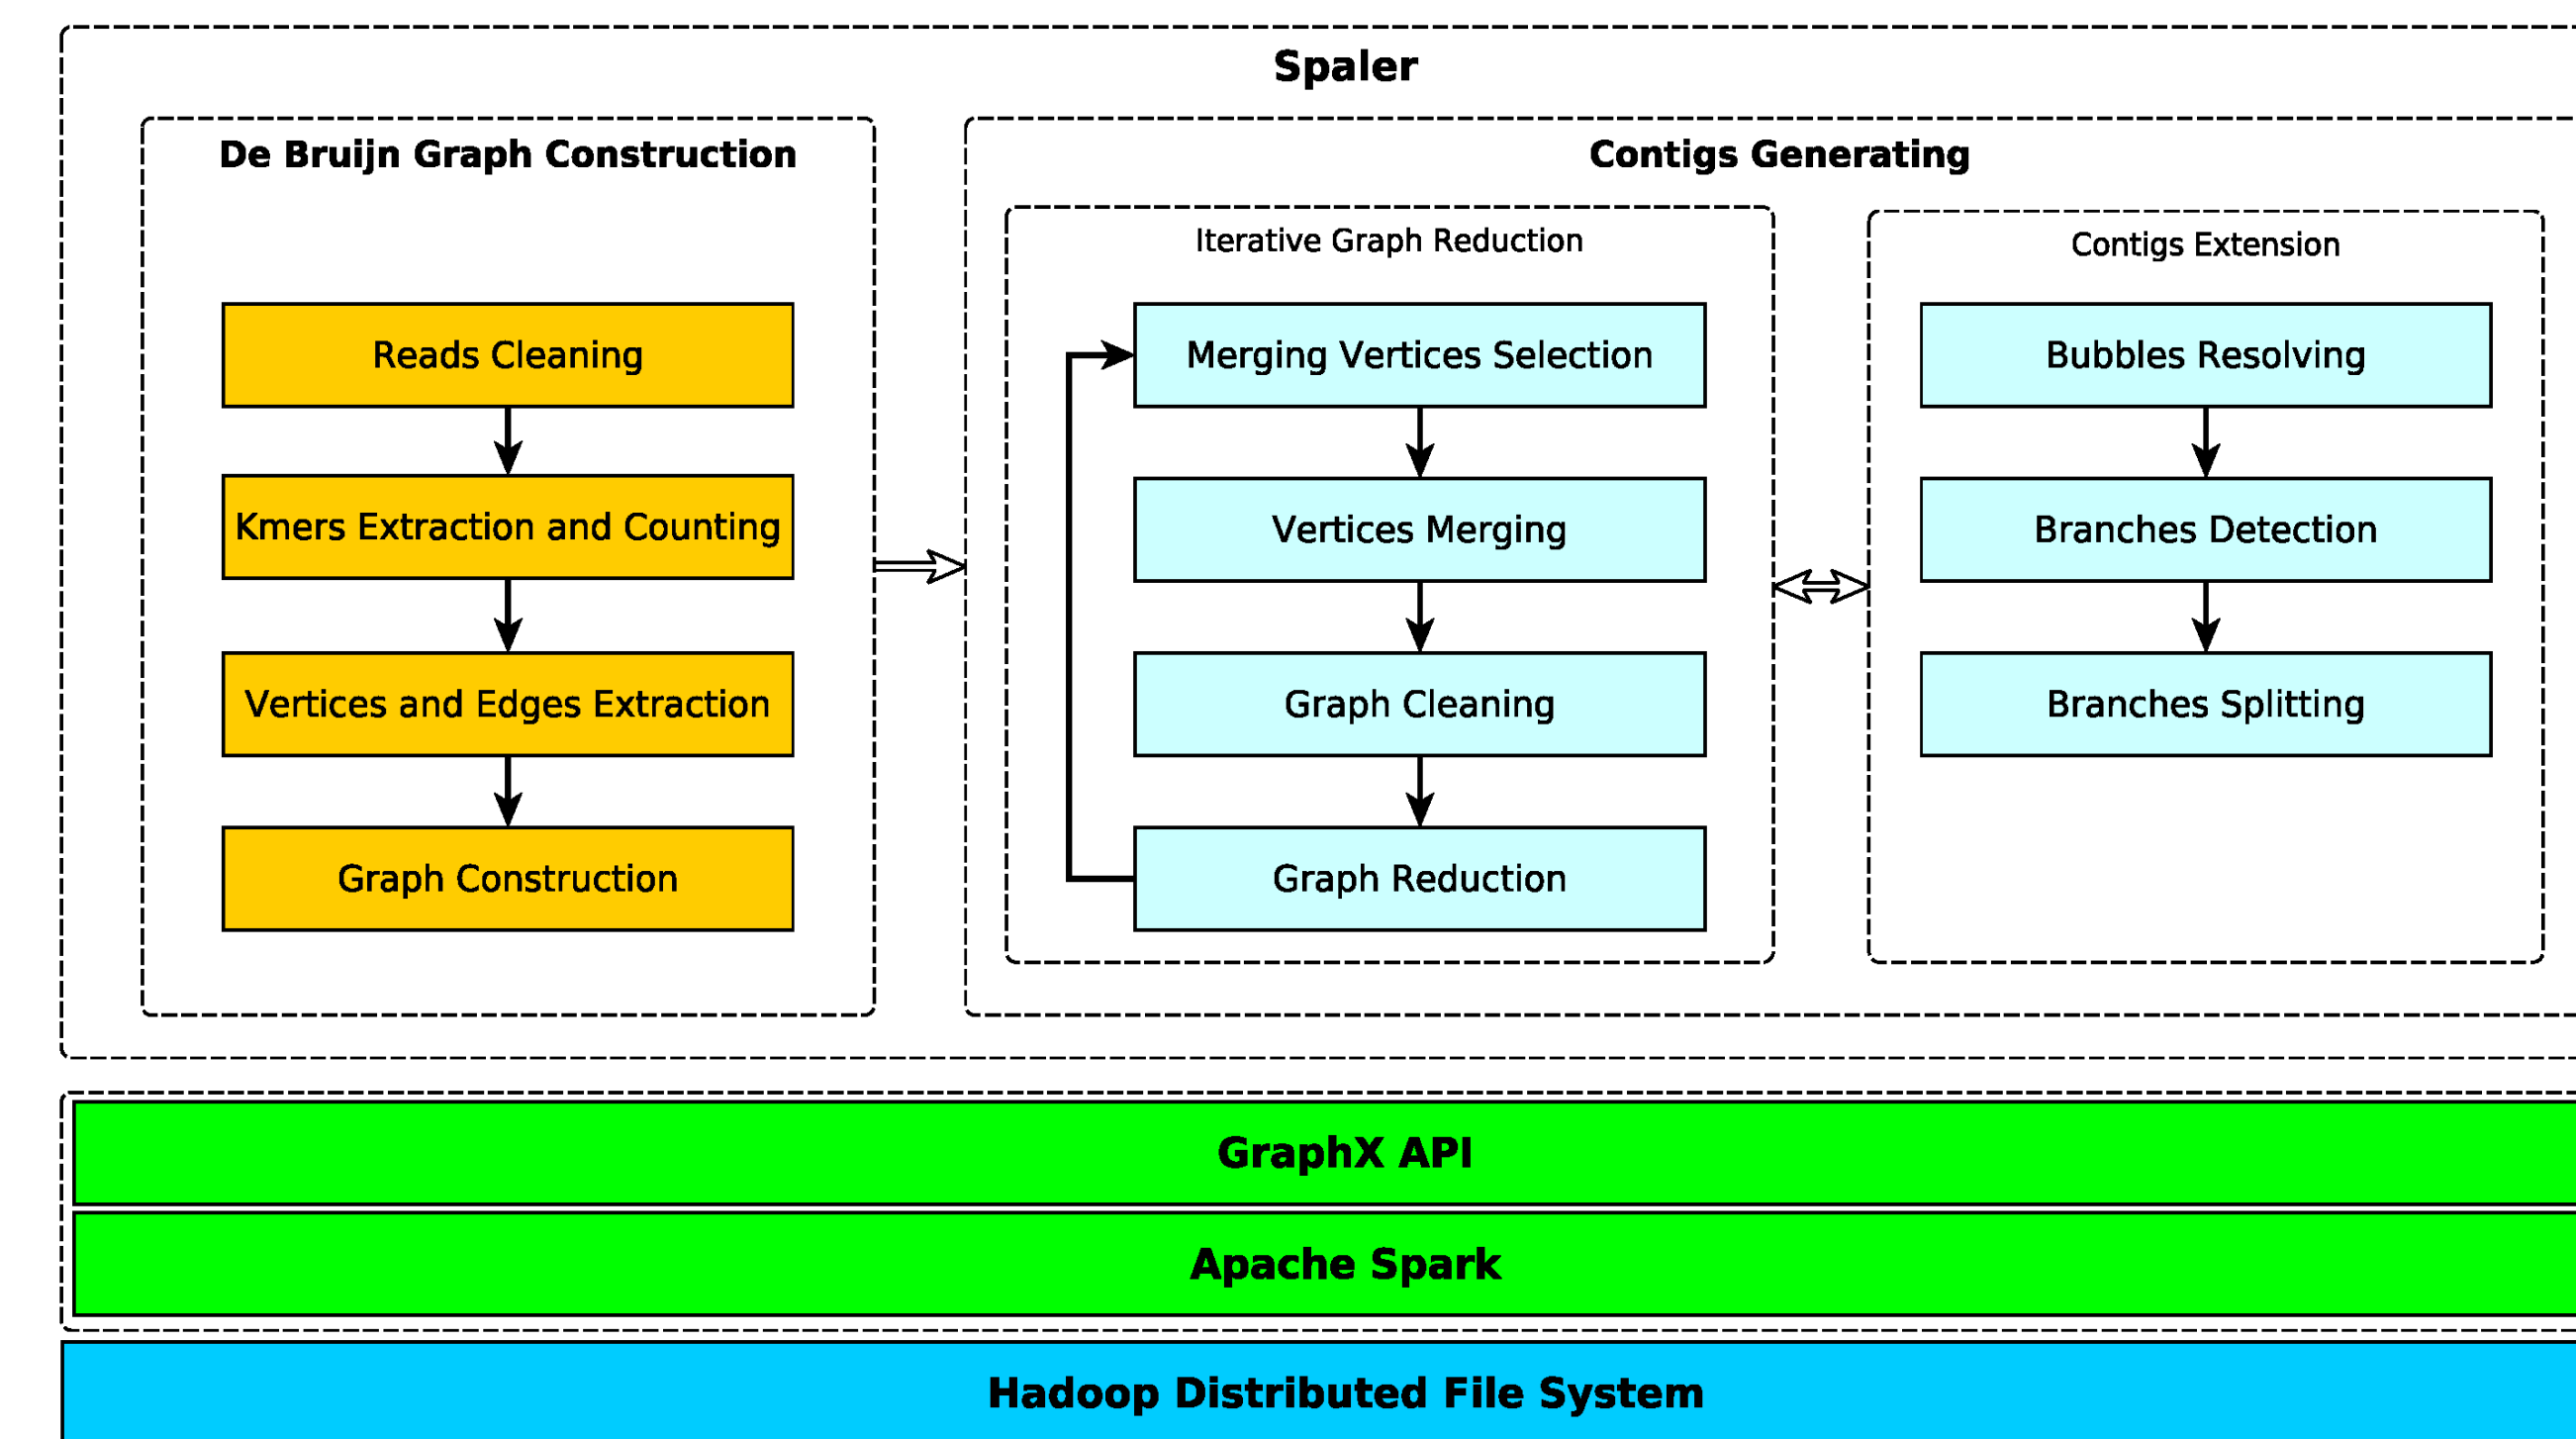 Spaler
De Bruijn Graph Construction
Reads Cleaning
Kmers Extraction and Counting
Vertices and Edges Extraction
Graph Construction
Contigs Generating
Iterative Graph Reduction
Merging Vertices Selection
Vertices Merging
Graph Cleaning
Graph Reduction
Contigs Extension
Bubbles Resolving
Branches Detection
Branches Splitting
GraphX API
Apache Spark
Hadoop Distributed File System